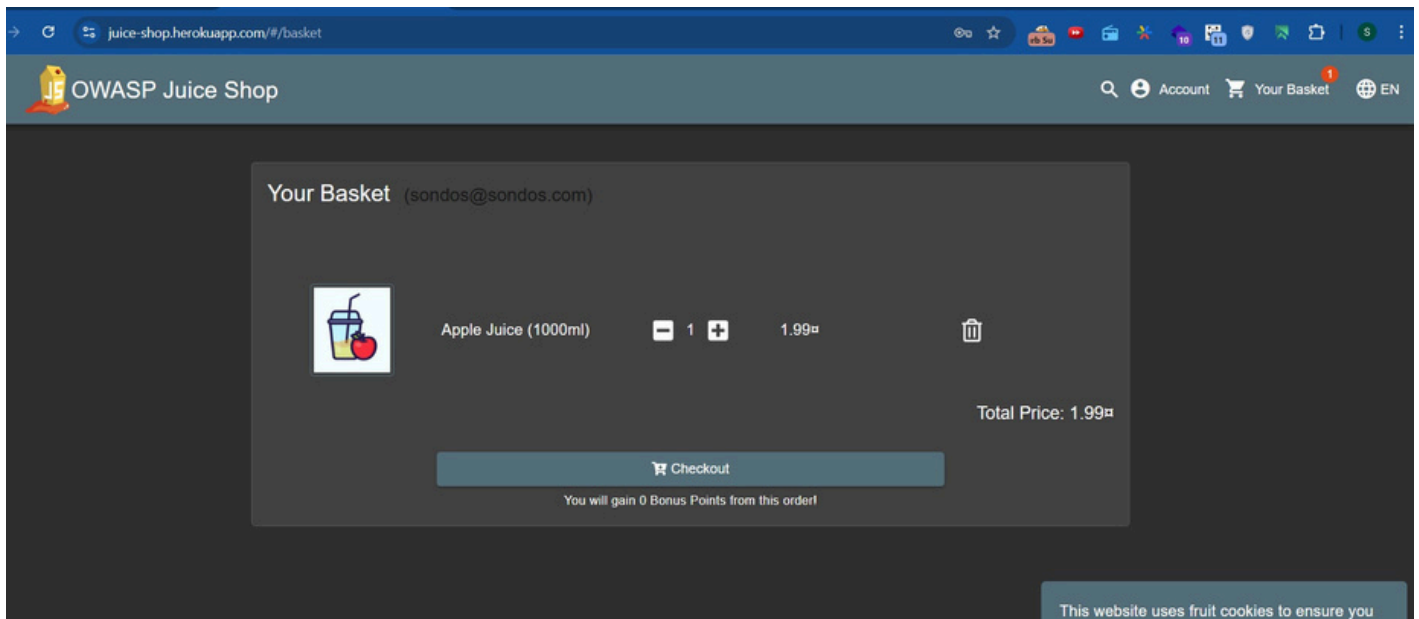 juice-shop.herokuapp.com/#/basket
10
11
S
OWASP Juice Shop
Account
Your Basket
1
EN
Your Basket (sondos@sondos.com)
Apple Juice (1000ml) 1 1.99¤
Total Price: 1.99¤
Checkout
You will gain 0 Bonus Points from this order!
This website uses fruit cookies to ensure you